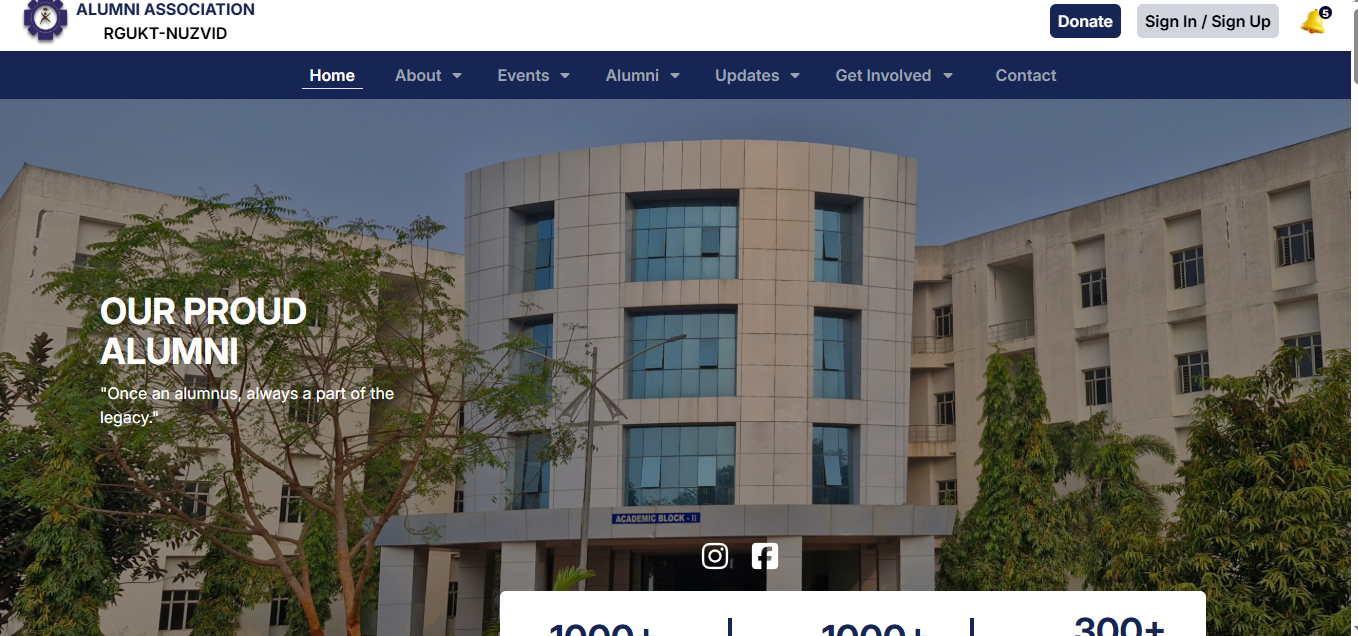 ALUMNI ASSOCIATION
RGUKT-NUZVID
Donate
Sign In / Sign Up
5
Home
About
Events
Alumni
Updates
Get Involved
Contact
OUR PROUD
ALUMNI
"Once an alumnus, always a part of the
legacy."
ACADEMIC BLOCK - II
1000+
1000+
300+